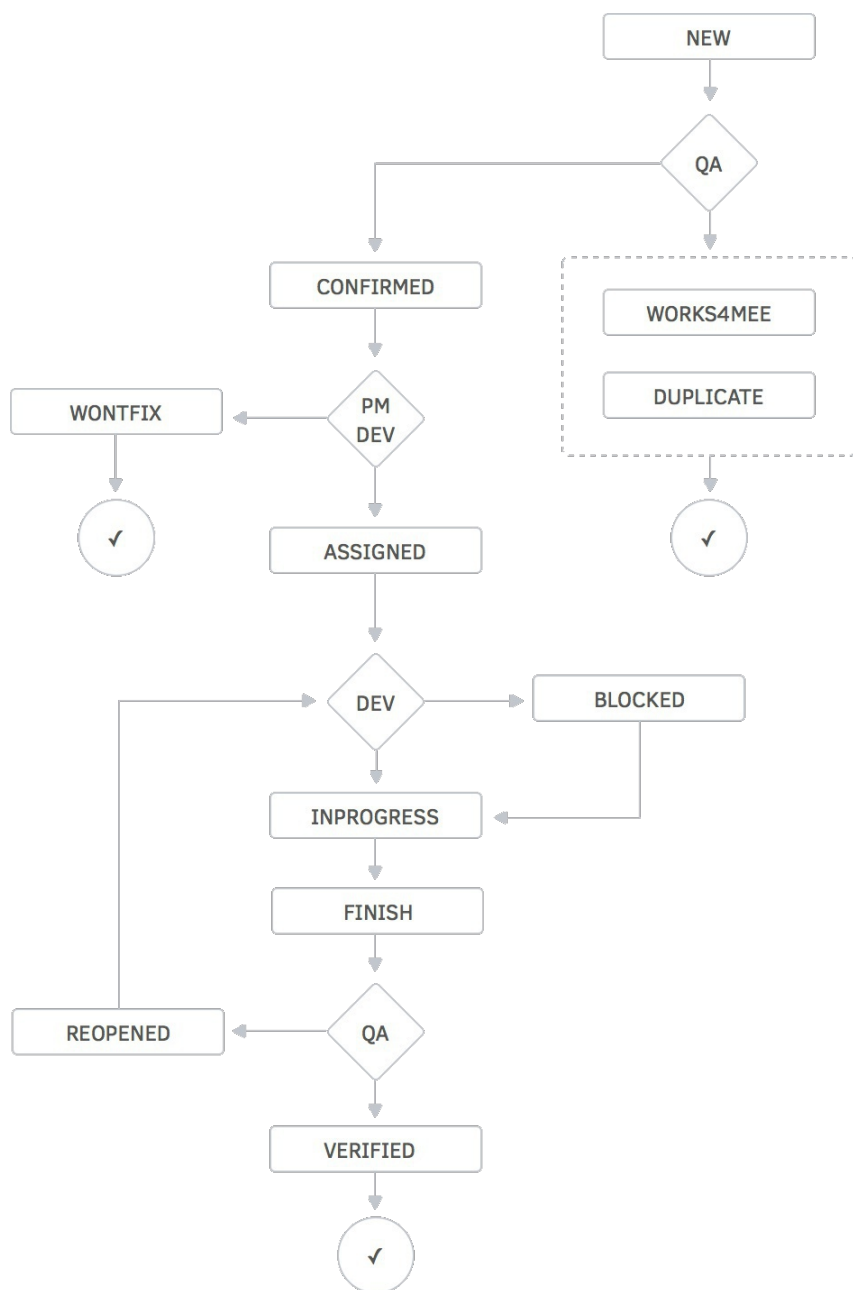 NEW
QA
CONFIRMED
WORKS4MEE
DUPLICATE
WONTFIX
PM
DEV
✓
✓
ASSIGNED
DEV
BLOCKED
INPROGRESS
FINISH
REOPENED
QA
VERIFIED
✓